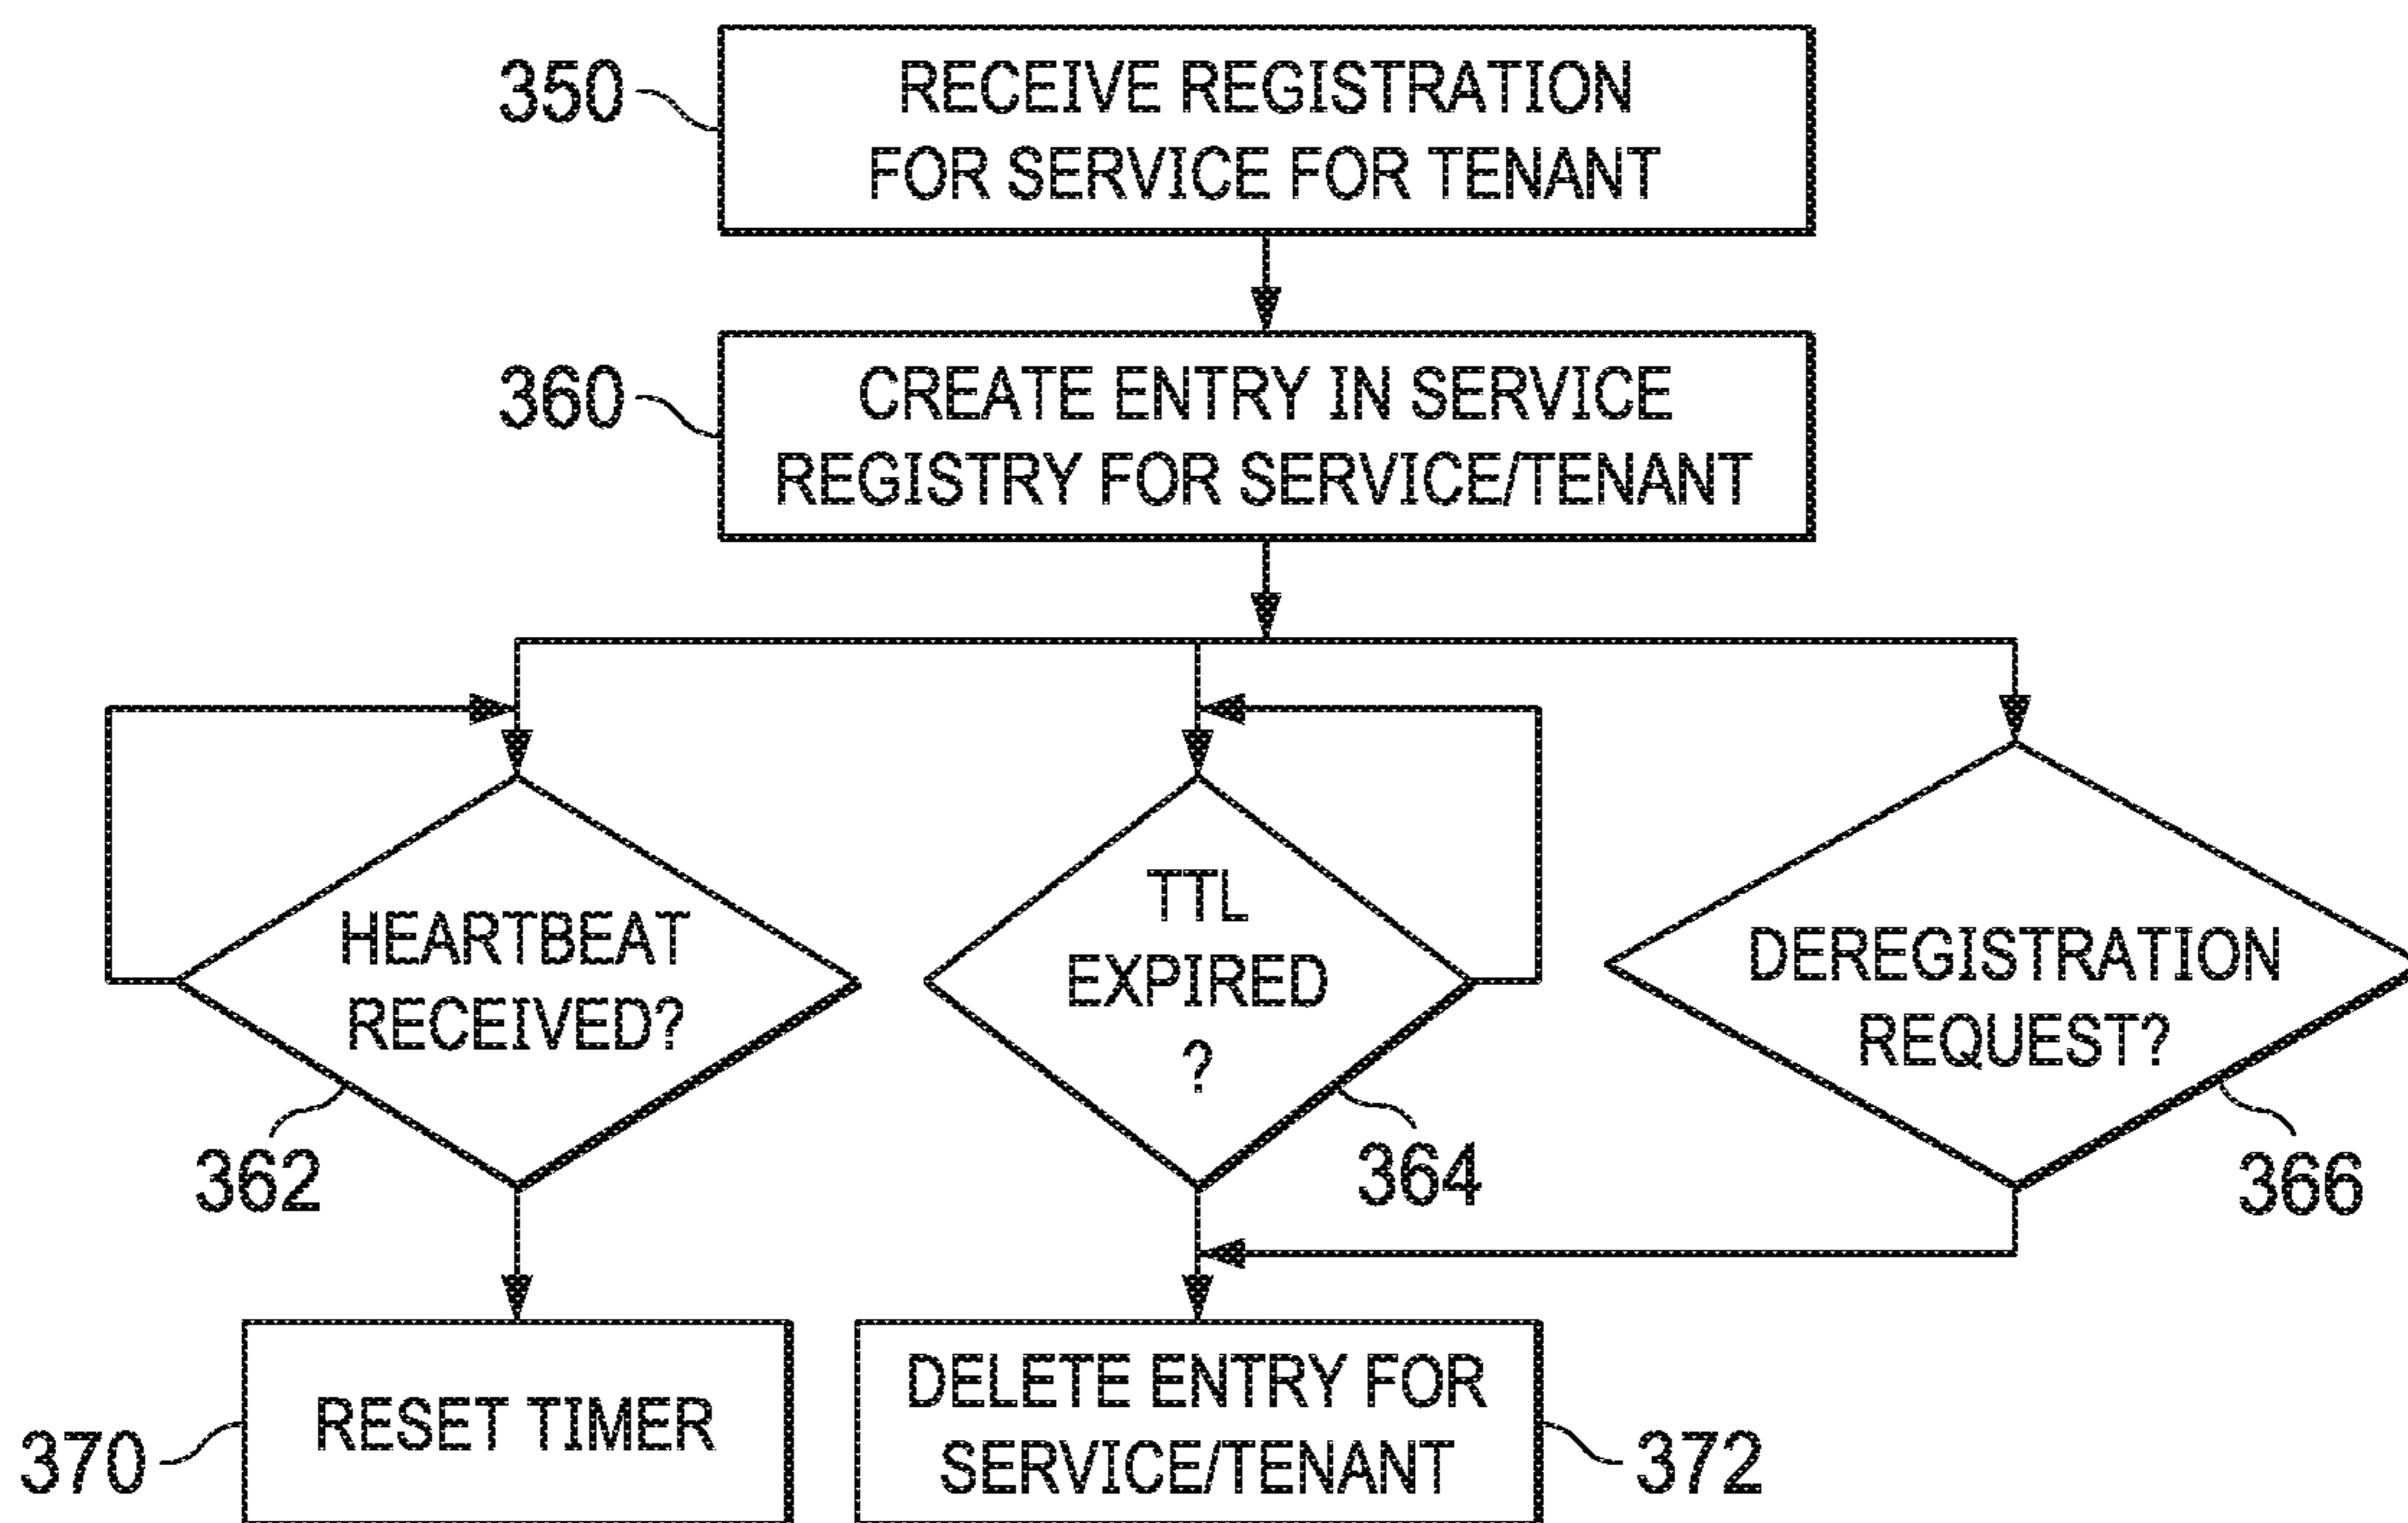 350
RECEIVE REGISTRATION
FOR SERVICE FOR TENANT
360
CREATE ENTRY IN SERVICE
REGISTRY FOR SERVICE/TENANT
HEARTBEAT
RECEIVED?
362
TTL
EXPIRED
?
364
DEREGISTRATION
REQUEST?
366
370
RESET TIMER
DELETE ENTRY FOR
SERVICE/TENANT
372